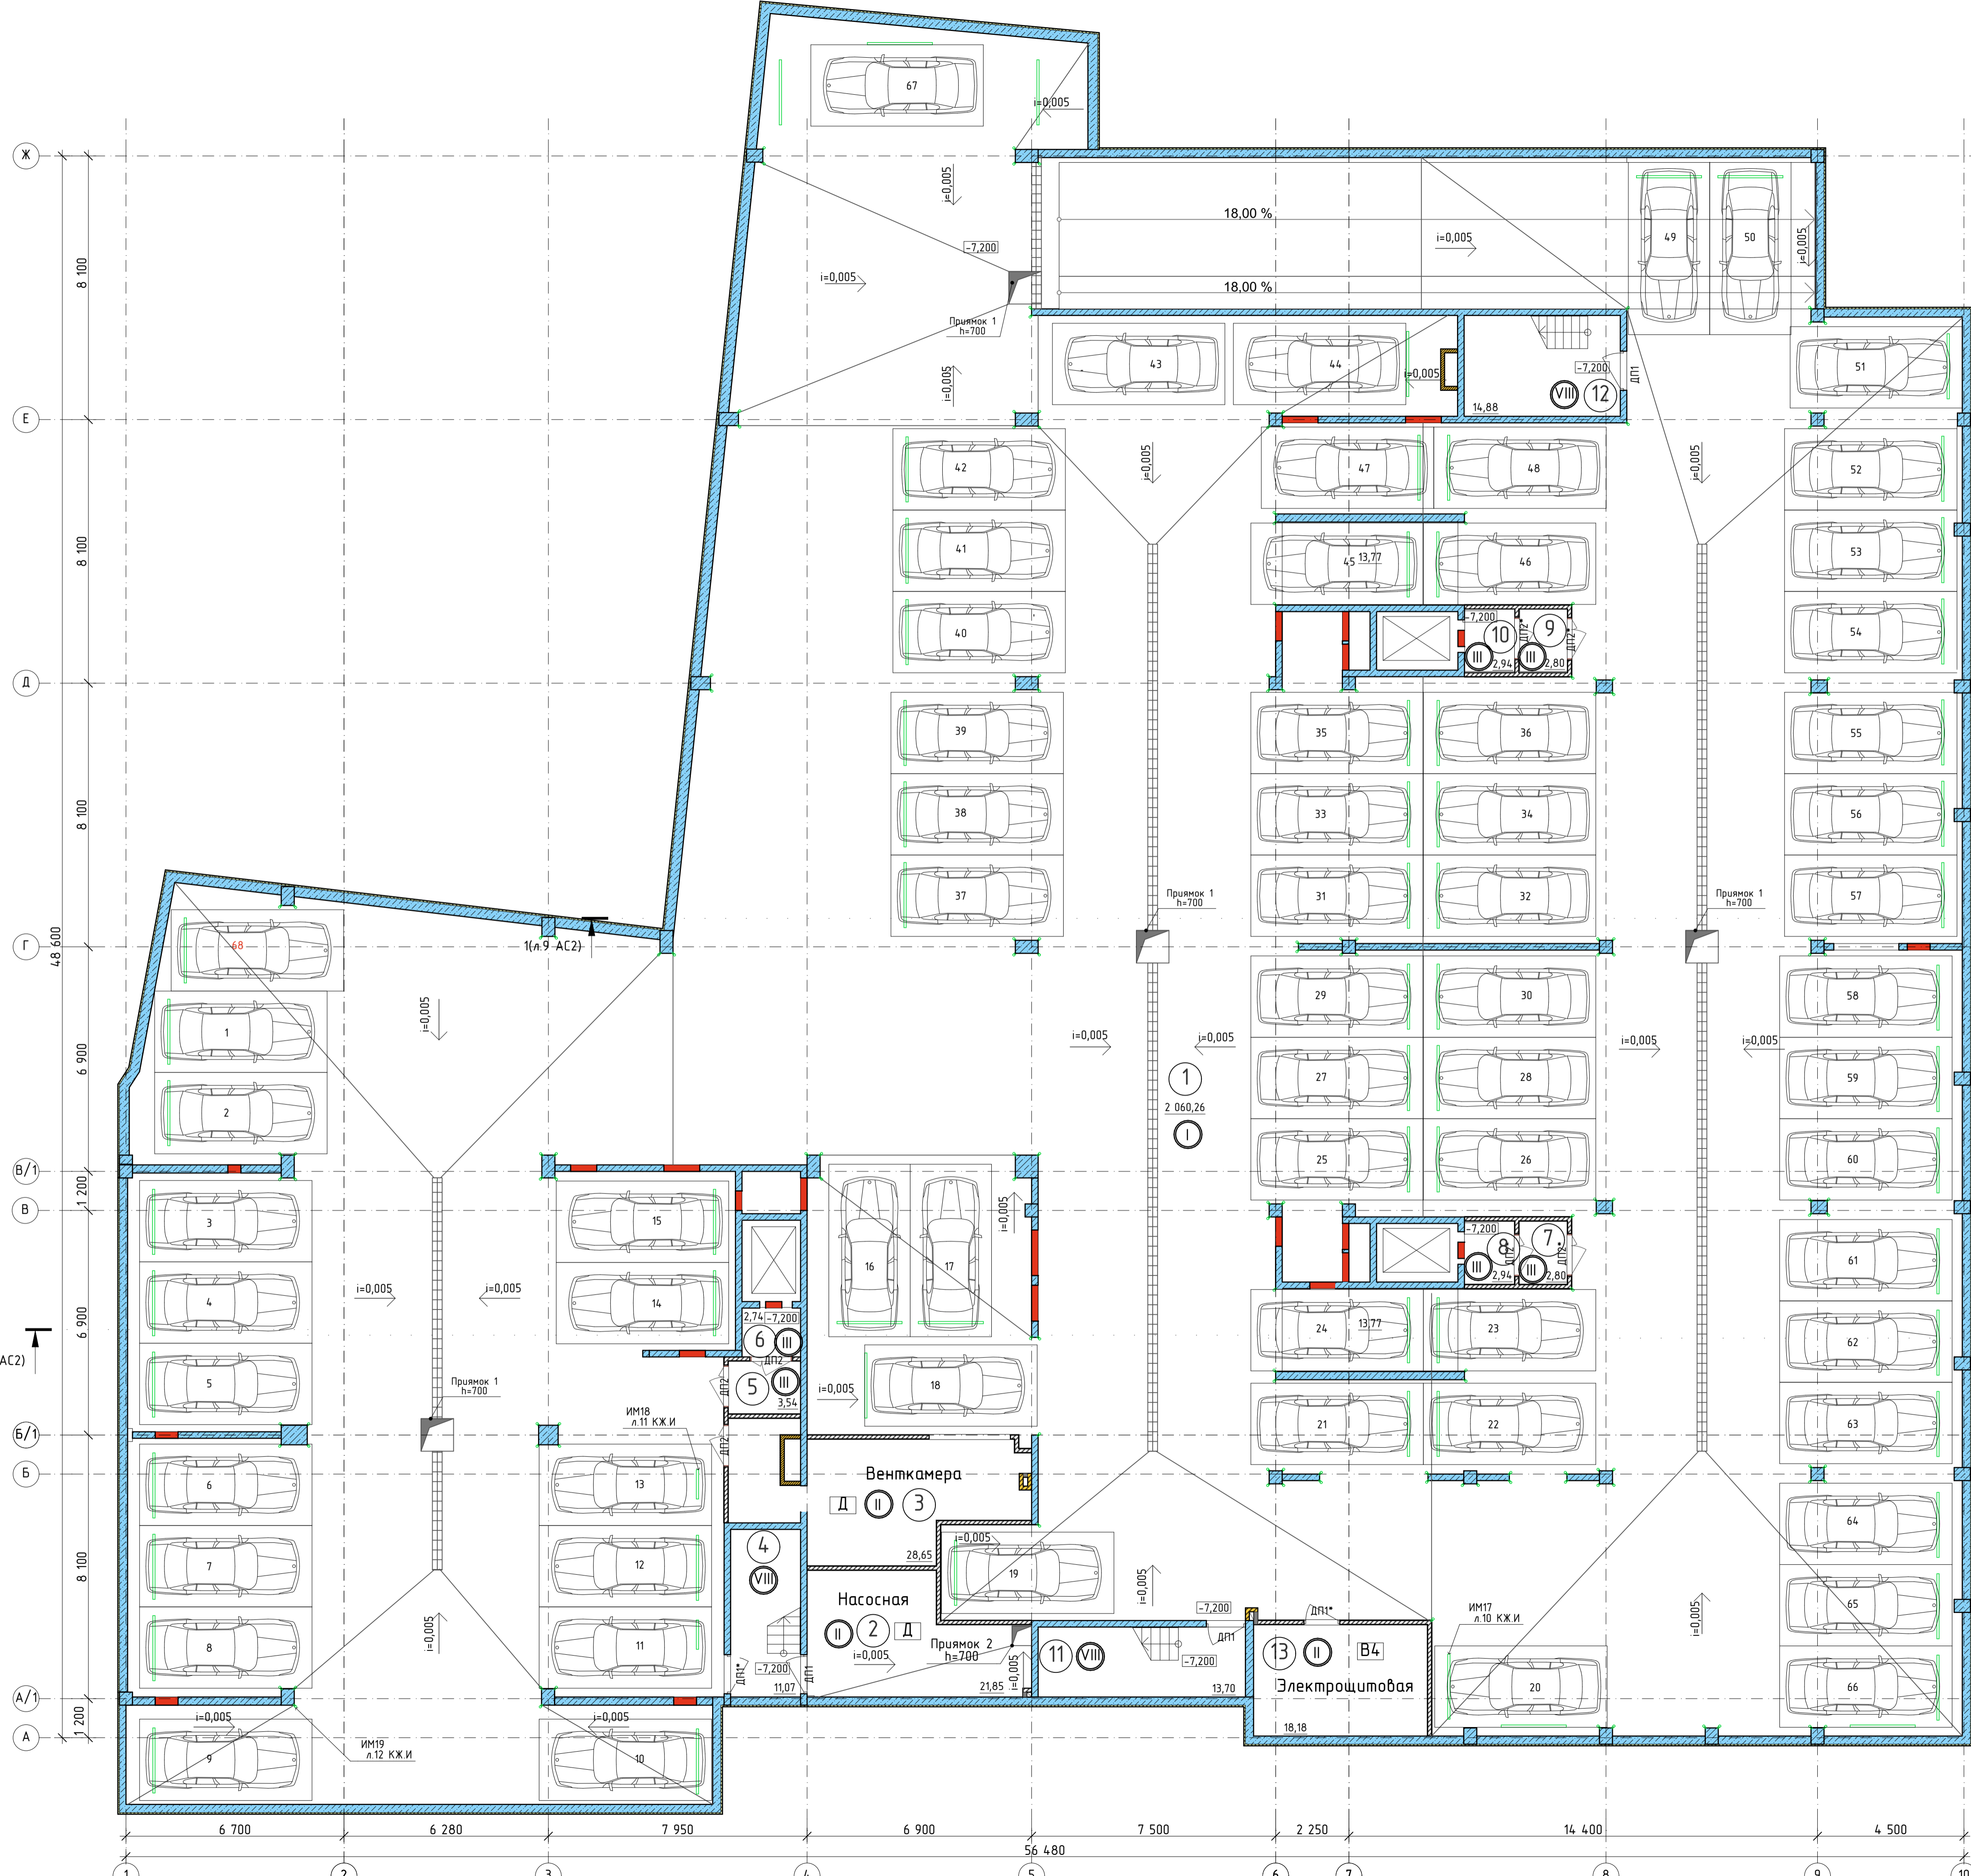 67
i=0,005
Ж
i=0,005
18,00 %
49
50
i=0,005
-7,200
i=0,005
i=0,005
8 100
18,00 %
Приямок 1
h=700
43
44
i=0,005
i=0,005
-7,200
ДП1
VIII
12
14,88
51
Е
42
47
48
52
i=0,005
i=0,005
41
45
13,77
46
53
8 100
40
-7,200
10
9
ДП2*
ДП2*
III
2,94
III
2,80
54
Д
39
35
36
55
38
33
34
56
8 100
37
31
32
57
Приямок 1
h=700
Приямок 1
h=700
68
1(л.9 АС2)
Г
48 600
29
30
58
1
i=0,005
i=0,005
i=0,005
i=0,005
i=0,005
6 900
2
1
2 060,26
I
27
28
59
25
26
60
В/1
1 200
В
3
15
16
17
i=0,005
-7,200
8
7
ДП2*
ДП2*
III
2,94
III
2,80
61
4
i=0,005
i=0,005
14
2,74
-7,200
6
III
ДП2
24
13,77
23
62
6 900
АС2)
5
Приямок 1
h=700
ДП2
5
III
3,54
i=0,005
18
21
22
63
ИМ18
л.11 КЖ.И
Б/1
ДП2
Б
6
13
Венткамера
Д
II
3
28,65
64
7
12
4
VIII
i=0,005
19
i=0,005
8 100
8
i=0,005
11
Насосная
II
2
Д
i=0,005
Приямок 2
h=700
i=0,005
21,85
-7,200
ДП1
11
VIII
-7,200
13,70
ДП1*
13
II
В4
Электрощитовая
18,18
ИМ17
л.10 КЖ.И
i=0,005
65
ДП1*
-7,200
ДП1
11,07
20
66
А/1
1 200
А
i=0,005
9
ИМ19
л.12 КЖ.И
i=0,005
10
6 700
6 280
7 950
6 900
7 500
2 250
14 400
4 500
56 480
1
2
3
4
5
6
7
8
9
10